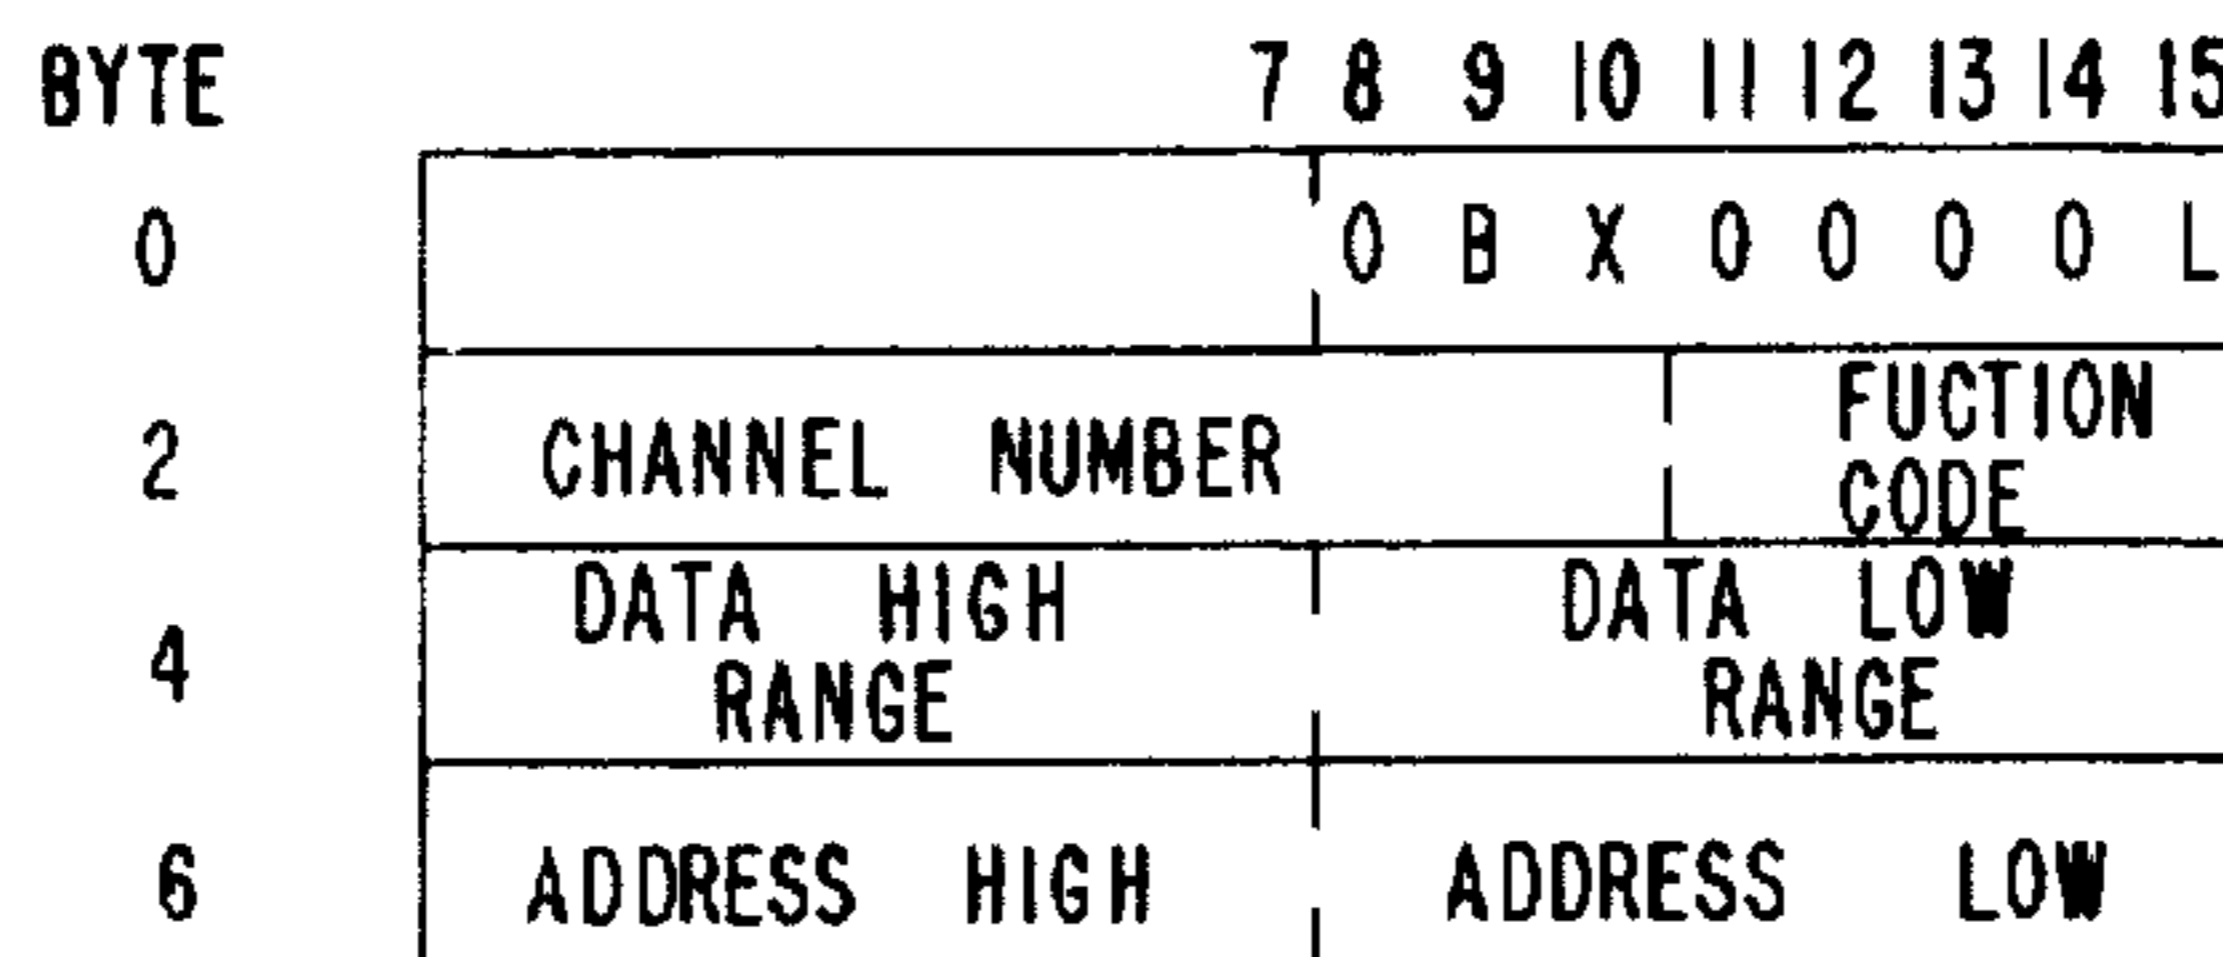 BYTE 7 8 9 10 11 12 13 14 15
0 0 B X 0 0 0 0 L
2 CHANNEL NUMBER FUCTION CODE
4 DATA HIGH RANGE DATA LOW RANGE
6 ADDRESS HIGH ADDRESS LOW